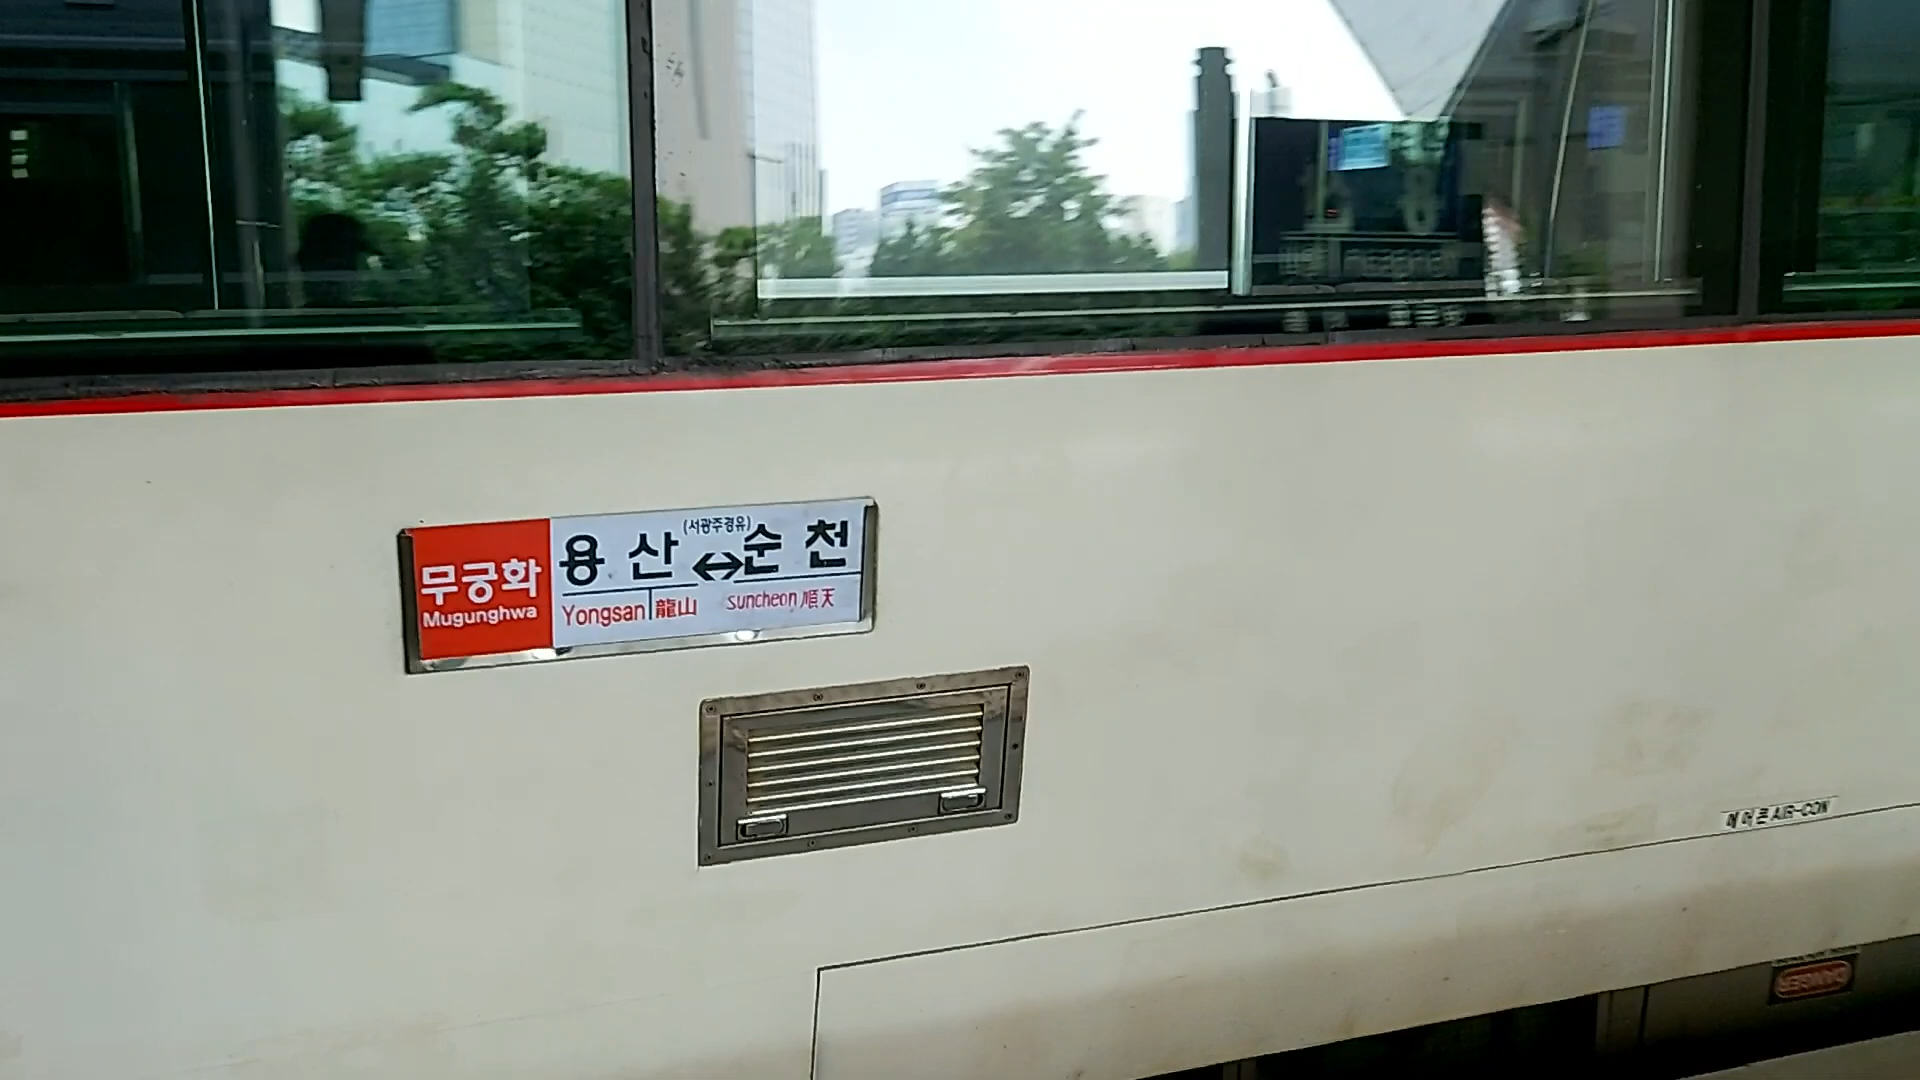 (서광주경유)
무궁화 용산 ↔ 순천
Mugunghwa Yongsan 龍山 suncheon 順天
에어콘 AIR-CON
DANGER